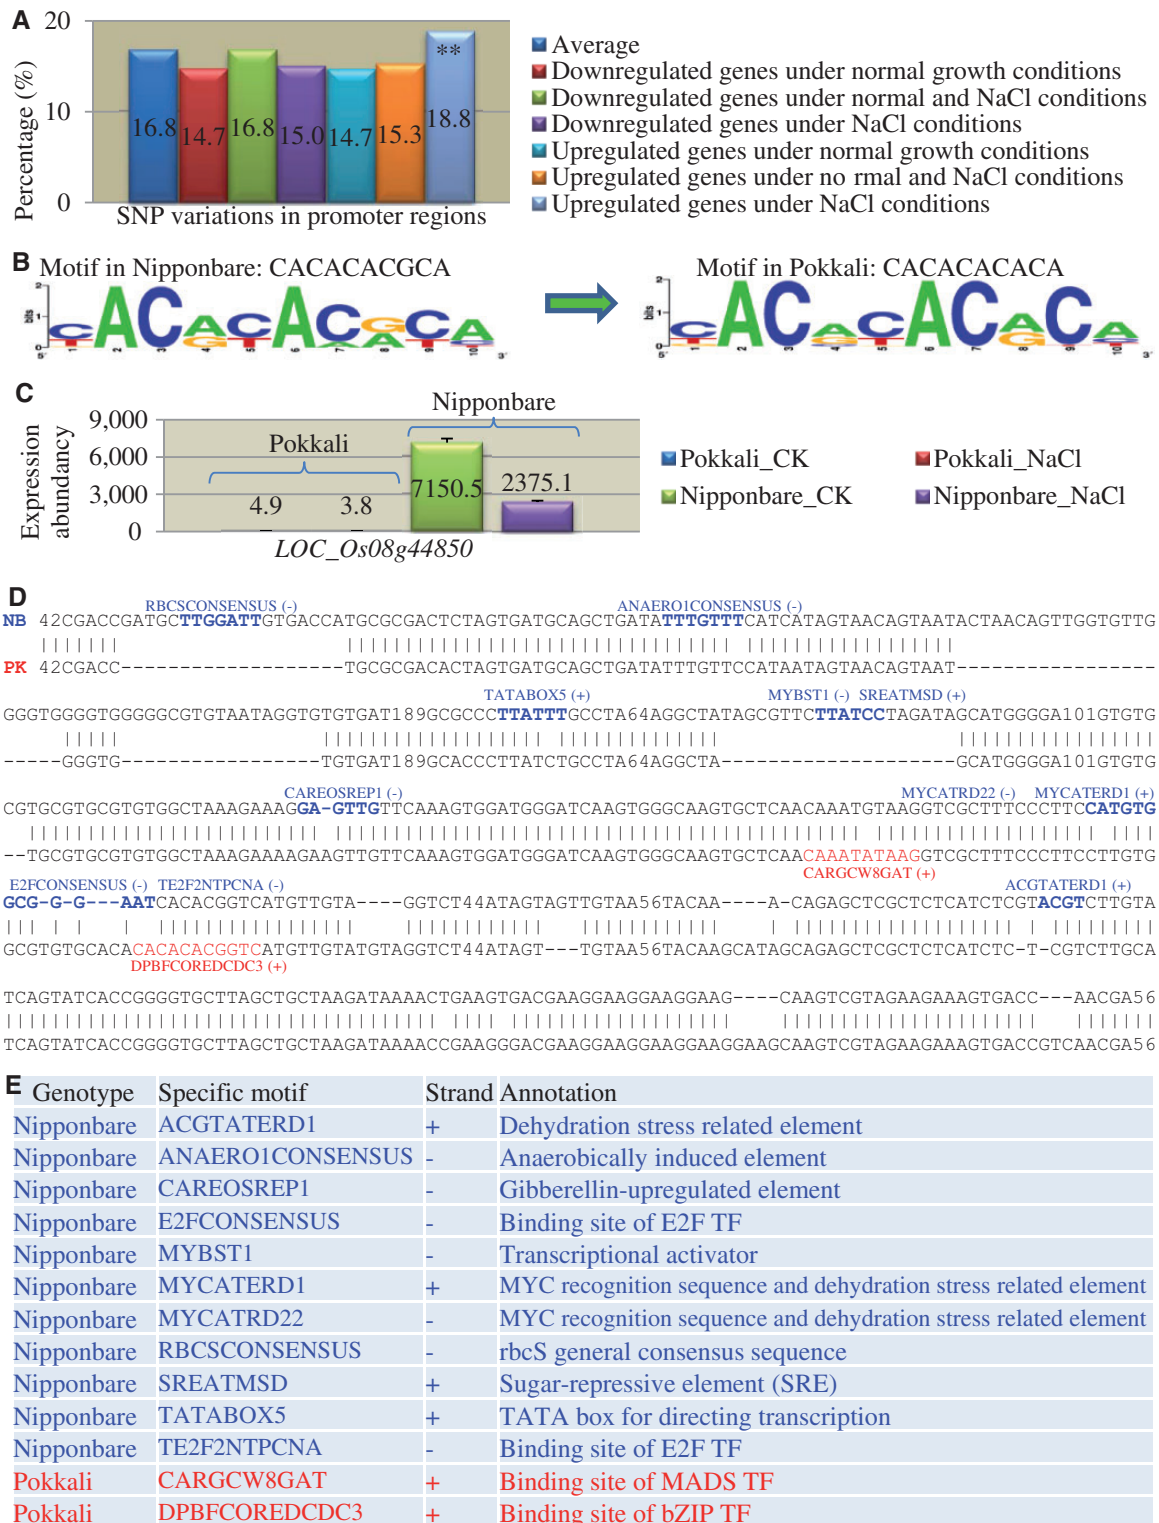 A
20
10
0
Percentage (%)
16.8 14.7 16.8 15.0 14.7 15.3 18.8
**
SNP variations in promoter regions
Average
Downregulated genes under normal growth conditions
Downregulated genes under normal and NaCl conditions
Downregulated genes under NaCl conditions
Upregulated genes under normal growth conditions
Upregulated genes under no rmal and NaCl conditions
Upregulated genes under NaCl conditions
B
Motif in Nipponbare: CACACACGCA
Motif in Pokkali: CACACACACA
C
Expression
abundancy
9,000
6,000
3,000
0
Pokkali
Nipponbare
4.9 3.8 7150.5 2375.1
LOC_Os08g44850
Pokkali_CK
Pokkali_NaCl
Nipponbare_CK
Nipponbare_NaCl
D
RBCSCONSENSUS (-) ANAERO1CONSENSUS (-)
NB 42CGACCGATGCTTGGATTGTGACCATGCGCGACTCTAGTGATGCAGCTGATATTTGTTTCATCATAGTAACAGTAATACTAACAGTTGGTGTTG
PK 42CGACC-----------------TGCGCGACACTAGTGATGCAGCTGATATTTGTTCCATAATAGTAACAGTAAT----------------
TATABOX5 (+) MYBST1 (-) SREATMSD (+)
GGGTGGGGTGGGGGCGTGTAATAGGTGTGTGTGAT189GCGCCCTTATTTGCCTA64AGGCTATAGCGTTCTTATCCTAGATAGCATGGGGA101GTGTG
-----GGGTG---------------TGTGAT189GCACCCTTATCTGCCTA64AGGCTA------------------GCATGGGGA101GTGTG
CAREOSREP1 (-) MYCATRD22 (-) MYCATERD1 (+)
CGTGCGTGCGTGTGGCTAAAGAAAGGA-GTTGTTCAAAGTGGATGGGATCAAGTGGGCAAGTGCTCAACAAATGTAAGGTCGCTTTCCCTTCCATGTG
--TGCGTGCGTGTGGCTAAAGAAAAGAAGTTGTTCAAAGTGGATGGGATCAAGTGGGCAAGTGCTCAACAAATATAAGGTCGCTTTCCCTTCCTTGTG
CARGCW8GAT (+)
E2FCONSENSUS (-) TE2F2NTPCNA (-) ACGTATERD1 (+)
GCG-G-G---AATCACACGGTCATGTTGTA----GGTCT44ATAGTAGTTGTAA56TACAA---A-CAGAGCTCGCTCTCATCTCGTACGTCTTGTA
GCGTGTGCACACACACACGGTCATGTTGTATGTAGGTCT44ATAGT---TGTAA56TACAAGCATAGCAGAGCTCGCTCTCATCTC-T-CGTCTTGCA
DPBFCOREDCDC3 (+)
TCAGTATCACCGGGGTGCTTAGCTGCTAAGATAAAACTGAAGTGACGAAGGAAGGAAGGAAG----CAAGTCGTAGAAGAAAGTGACC---AACGA56
TCAGTATCACCGGGGTGCTTAGCTGCTAAGATAAAACCGAAGGGACGAAGGAAGGAAGGAAGGAAGCAAGTCGTAGAAGAAAGTGACCGTCAACGA56
E
Genotype Specific motif Strand Annotation
Nipponbare ACGTATERD1 + Dehydration stress related element
Nipponbare ANAERO1CONSENSUS - Anaerobically induced element
Nipponbare CAREOSREP1 - Gibberellin-upregulated element
Nipponbare E2FCONSENSUS - Binding site of E2F TF
Nipponbare MYBST1 - Transcriptional activator
Nipponbare MYCATERD1 + MYC recognition sequence and dehydration stress related element
Nipponbare MYCATRD22 - MYC recognition sequence and dehydration stress related element
Nipponbare RBCSCONSENSUS - rbcS general consensus sequence
Nipponbare SREATMSD + Sugar-repressive element (SRE)
Nipponbare TATABOX5 + TATA box for directing transcription
Nipponbare TE2F2NTPCNA - Binding site of E2F TF
Pokkali CARGCW8GAT + Binding site of MADS TF
Pokkali DPBFCOREDCDC3 + Binding site of bZIP TF